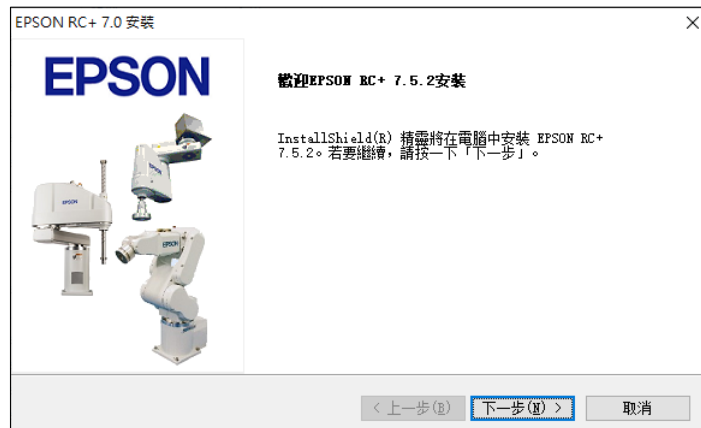 EPSON RC+ 7.0 安裝
EPSON
歡迎EPSON RC+ 7.5.2安裝
InstallShield(R) 精靈將在電腦中安裝 EPSON RC+
7.5.2。若要繼續，請按一下「下一步」。
EPSON
EPSON
EPSON
< 上一步(B)
下一步(N) >
取消